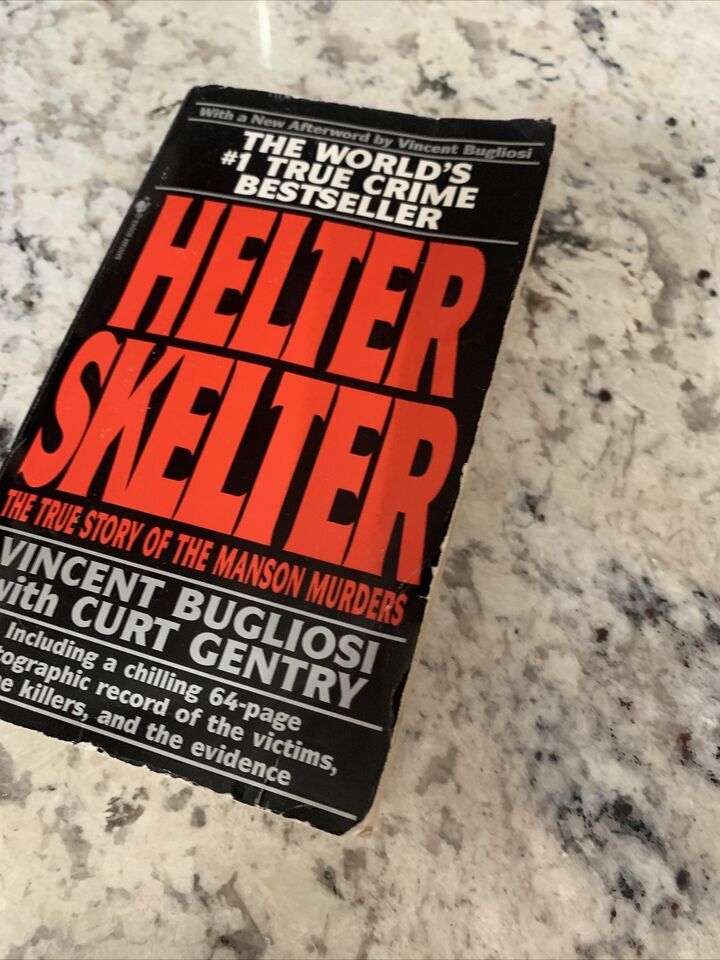 With a New Afterword by Vincent Bugliosi
THE WORLD'S
#1 TRUE CRIME
BESTSELLER
HELTER
SKELTER
THE TRUE STORY OF THE MANSON MURDERS
VINCENT BUGLIOSI
with CURT GENTRY
Including a chilling 64-page
tographic record of the victims,
e killers, and the evidence